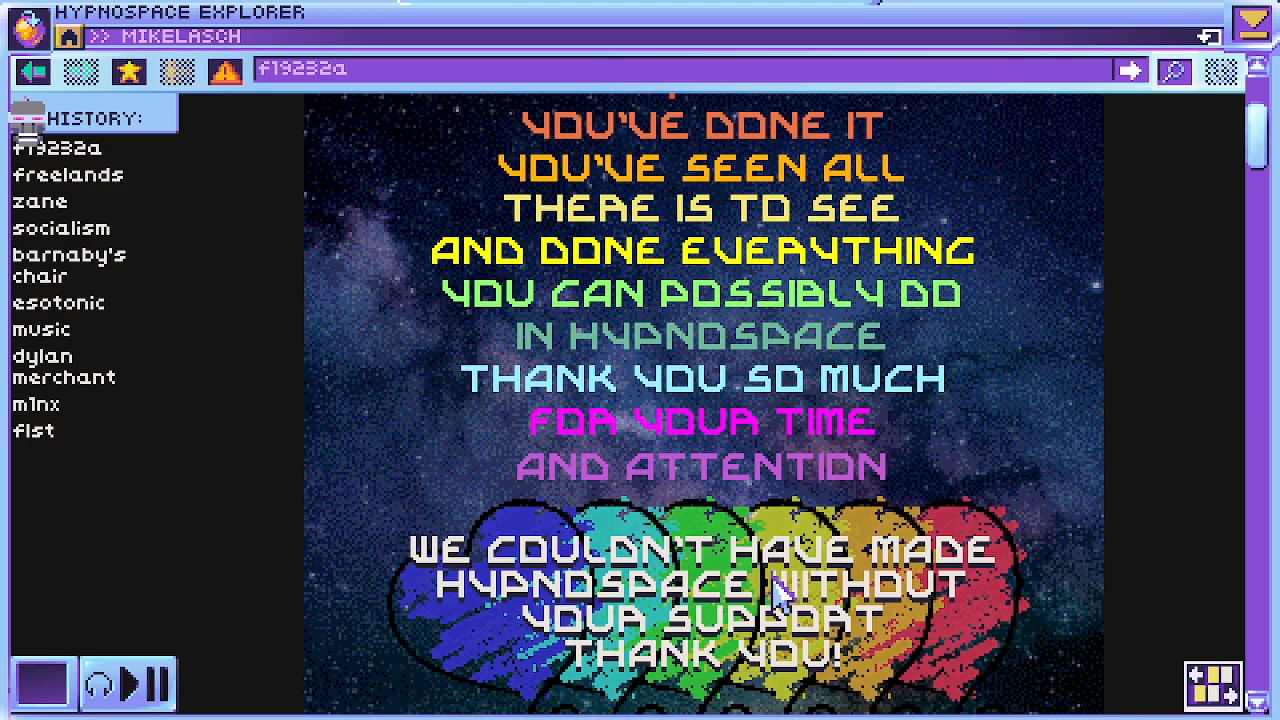 HYPNOSPACE EXPLORER
>> MIKELASCH
f19232a
HISTORY:
f19232a
freelands
zane
socialism
barnaby's
chair
esotonic
music
dylan
merchant
m1nx
f1st
YOU'VE DONE IT
YOU'VE SEEN ALL
THERE IS TO SEE
AND DONE EVERYTHING
YOU CAN POSSIBLY DO
IN HYPNOSPACE
THANK YOU SO MUCH
FOR YOUR TIME
AND ATTENTION
WE COULDN'T HAVE MADE
HYPNOSPACE WITHOUT
YOUR SUPPORT
THANK YOU!